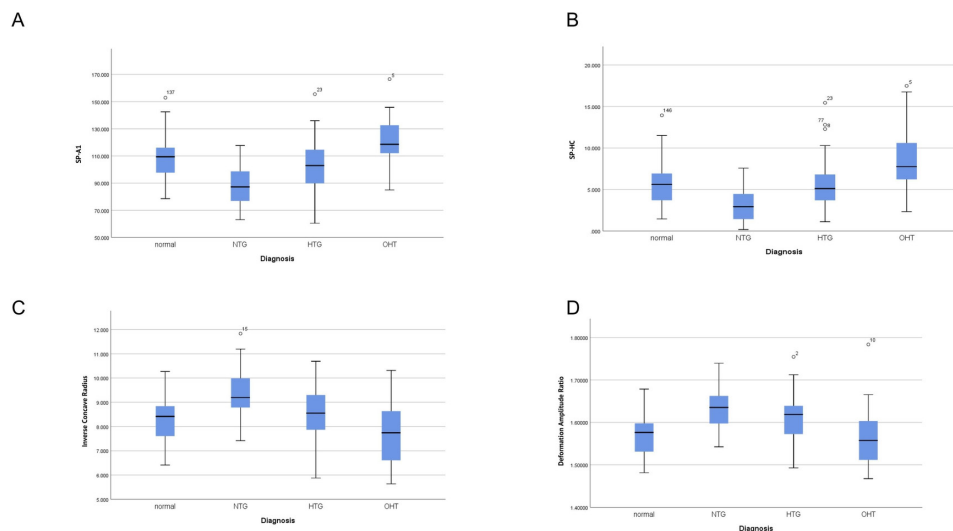 A
SP-A1
170.000
150.000
130.000
110.000
90.000
70.000
50.000
137
23
normal
NTG
HTG
OHT
Diagnosis
B
SP-HC
20.000
15.000
10.000
5.000
.000
146
23
77
5
normal
NTG
HTG
OHT
Diagnosis
C
Inverse Concave Radius
12.000
11.000
10.000
9.000
8.000
7.000
6.000
5.000
15
normal
NTG
HTG
OHT
Diagnosis
D
Deformation Amplitude Ratio
1.80000
1.70000
1.60000
1.50000
1.40000
3
10
normal
NTG
HTG
OHT
Diagnosis